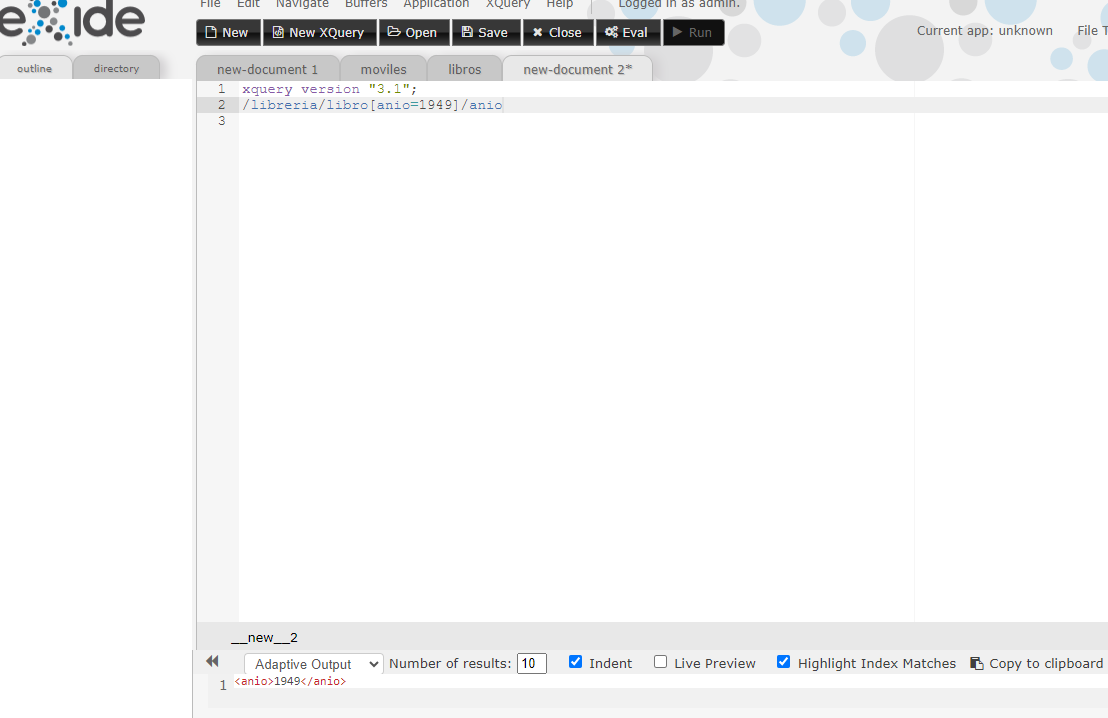 eXide
File Edit Navigate Buffers Application XQuery Help Logged in as admin.
New New XQuery Open Save Close Eval Run Current app: unknown File T
outline directory new-document 1 moviles libros new-document 2*
1 xquery version "3.1";
2 /libreria/libro[anio=1949]/anio
3
__new__2
Adaptive Output Number of results: 10 Indent Live Preview Highlight Index Matches Copy to clipboard
1 <anio>1949</anio>